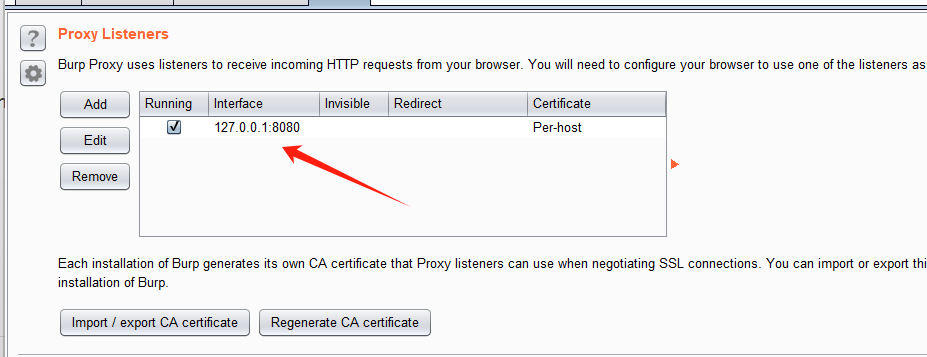 Proxy Listeners
?
Burp Proxy uses listeners to receive incoming HTTP requests from your browser. You will need to configure your browser to use one of the listeners as
Add
Running Interface Invisible Redirect Certificate
127.0.0.1:8080 Per-host
Edit
Remove
Each installation of Burp generates its own CA certificate that Proxy listeners can use when negotiating SSL connections. You can import or export thi
installation of Burp.
Import / export CA certificate Regenerate CA certificate